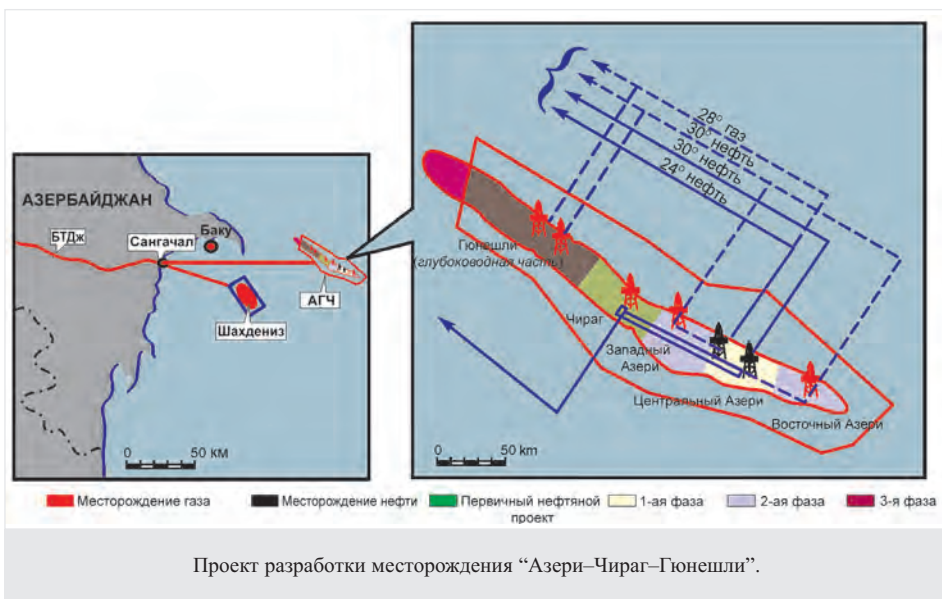 АЗЕРБАЙДЖАН
БТДж
Сангачал
Баку
АГЧ
Шахдениз
0 50 КМ
28° газ
30° нефть
30° нефть
24° нефть
Гюнешли
(глубоководная часть)
Чираг
Западный
Азери
Центральный Азери
Восточный Азери
0 50 km
Месторождение газа
Месторождение нефти
Первичный нефтяной
проект
1-ая фаза
2-ая фаза
3-я фаза
Проект разработки месторождения “Азери–Чираг–Гюнешли”.